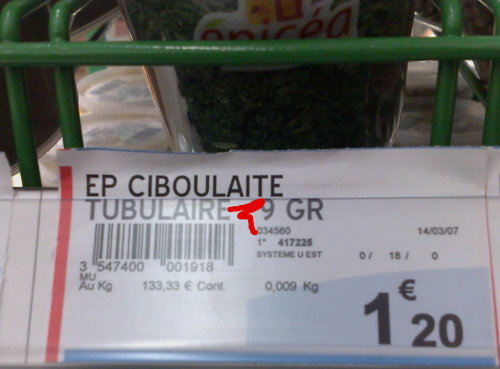 épicéa
EP CIBOULAITE
TUBULAIRE 9 GR
034560 14/03/07
1* 417225
SYSTEME U EST 0/ 15/ 0
3 547400 001918
MU
Au Kg 133,33 € Cont. 0,009 Kg
1 € 20